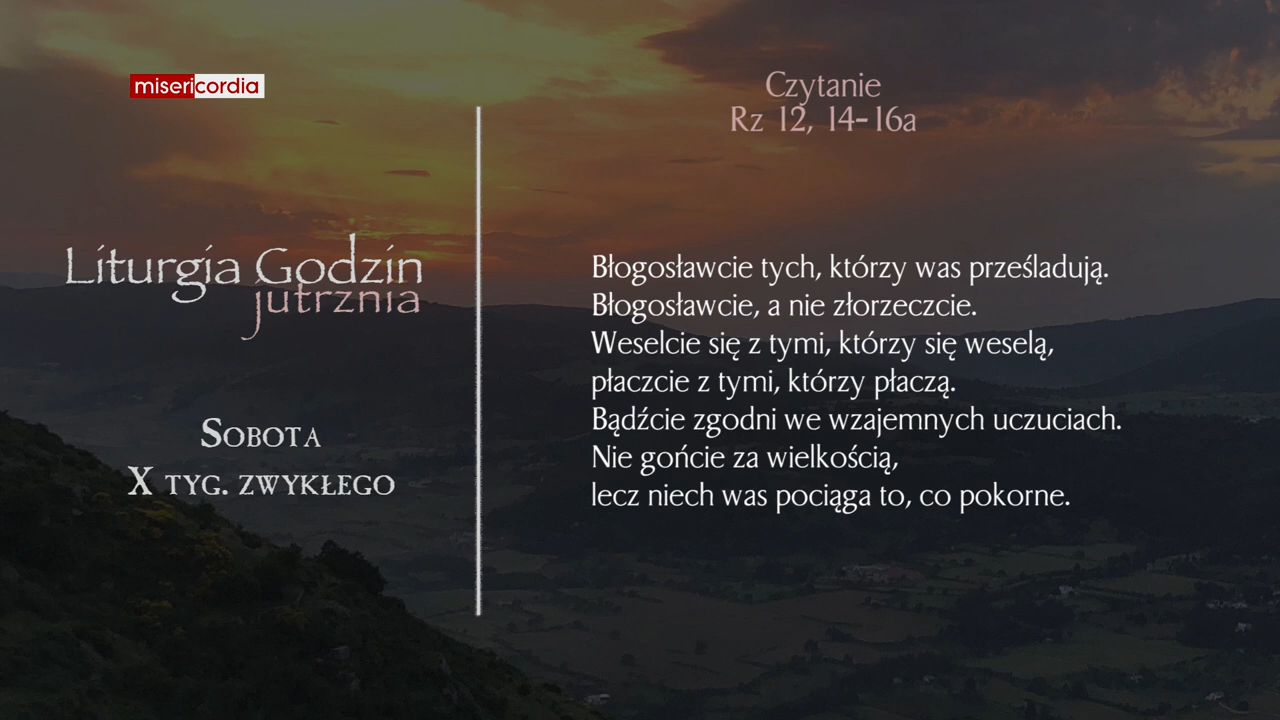 misericordia
Liturgia Godzin
jutrznia
Sobota
X tyg. zwykłego
Czytanie
Rz 12, 14-16a
Błogosławcie tych, którzy was prześladują.
Błogosławcie, a nie złorzeczcie.
Weselcie się z tymi, którzy się weselą,
płaczcie z tymi, którzy płaczą.
Bądźcie zgodni we wzajemnych uczuciach.
Nie gońcie za wielkością,
lecz niech was pociąga to, co pokorne.